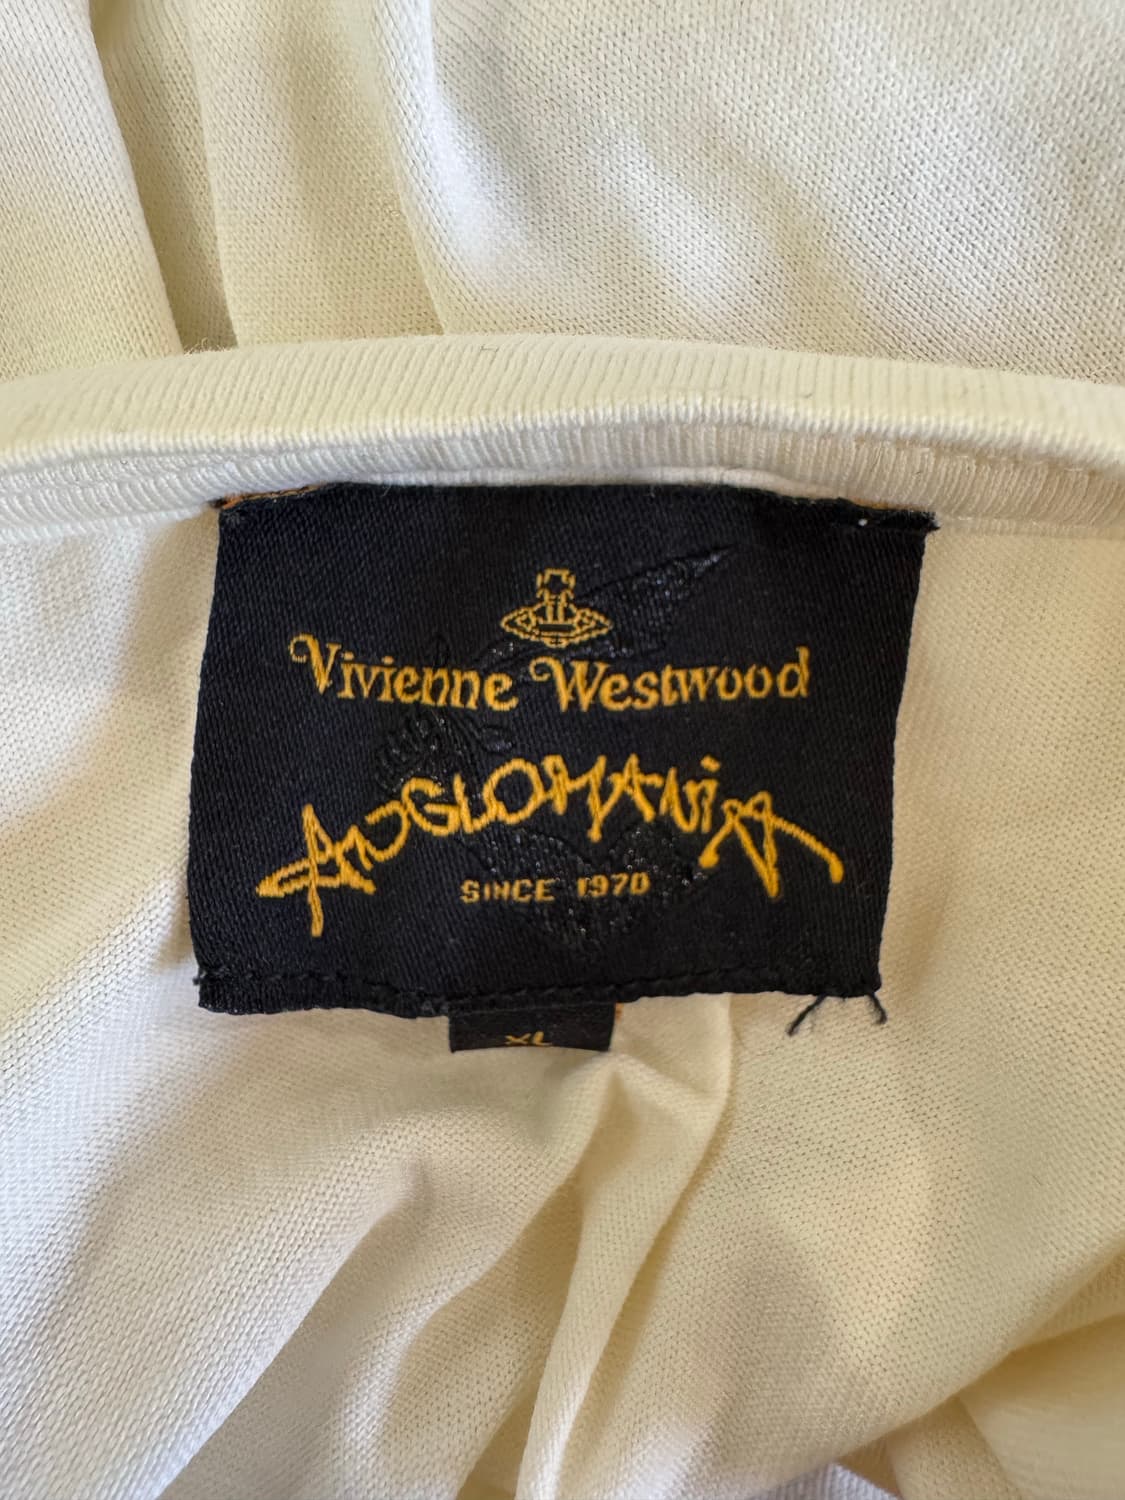 Vivienne Westwood
ANGLOMANiA
SINCE 1970
XL